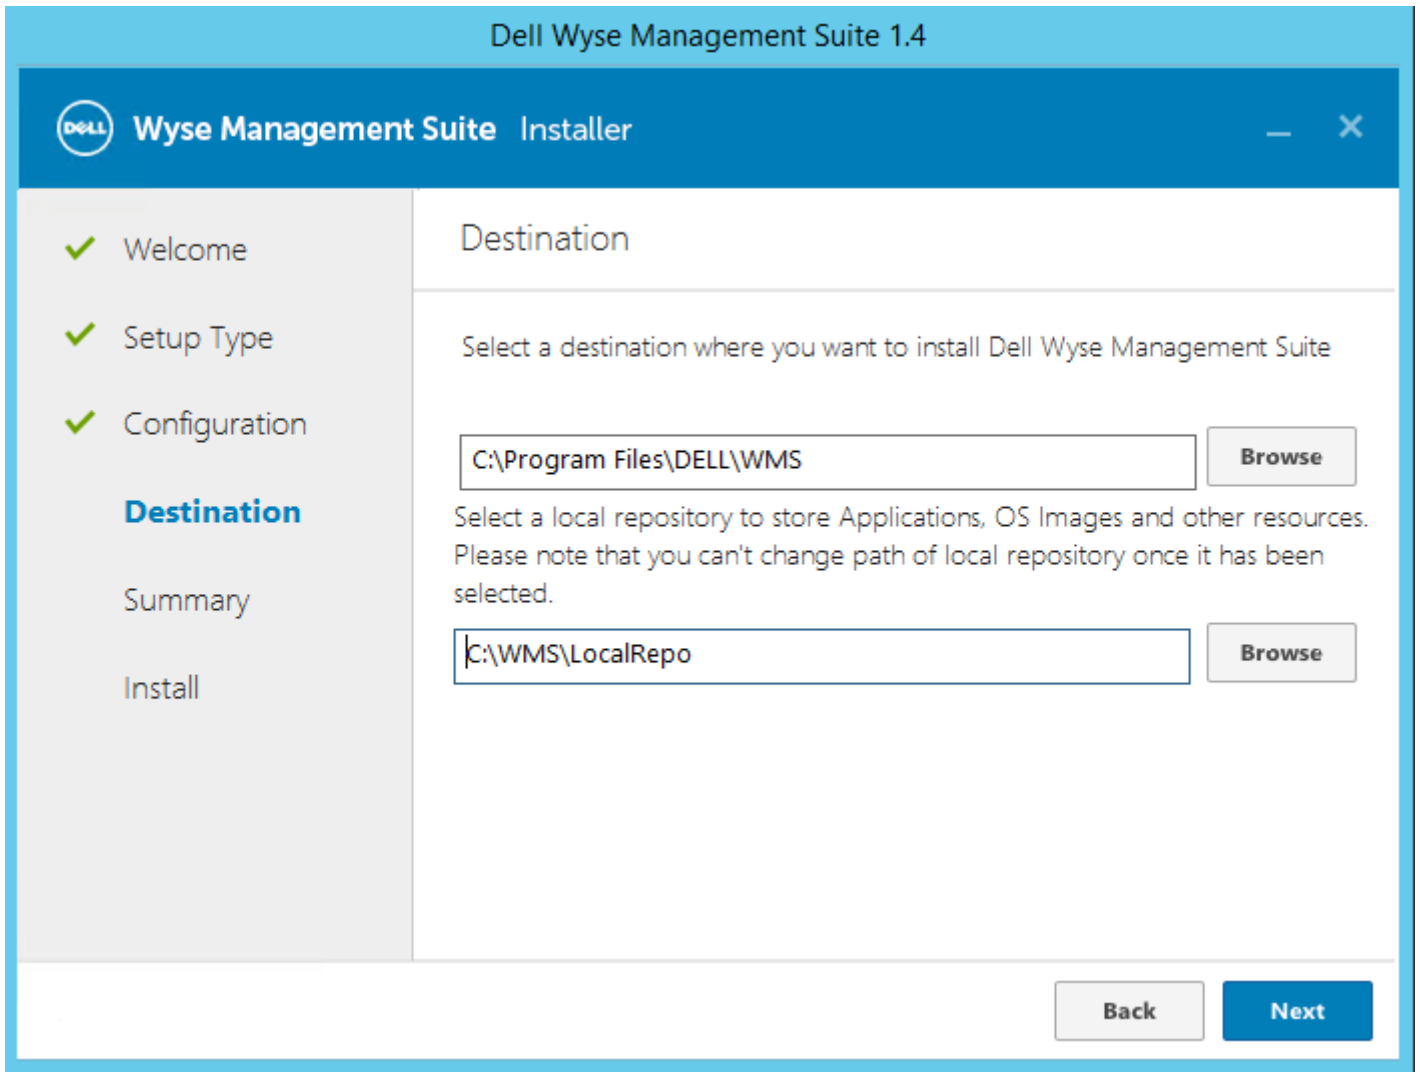 Dell Wyse Management Suite 1.4
DELL Wyse Management Suite Installer
Welcome
Setup Type
Configuration
Destination
Summary
Install
Destination
Select a destination where you want to install Dell Wyse Management Suite
C:\Program Files\DELL\WMS
Browse
Select a local repository to store Applications, OS Images and other resources.
Please note that you can't change path of local repository once it has been
selected.
C:\WMS\LocalRepo
Browse
Back
Next